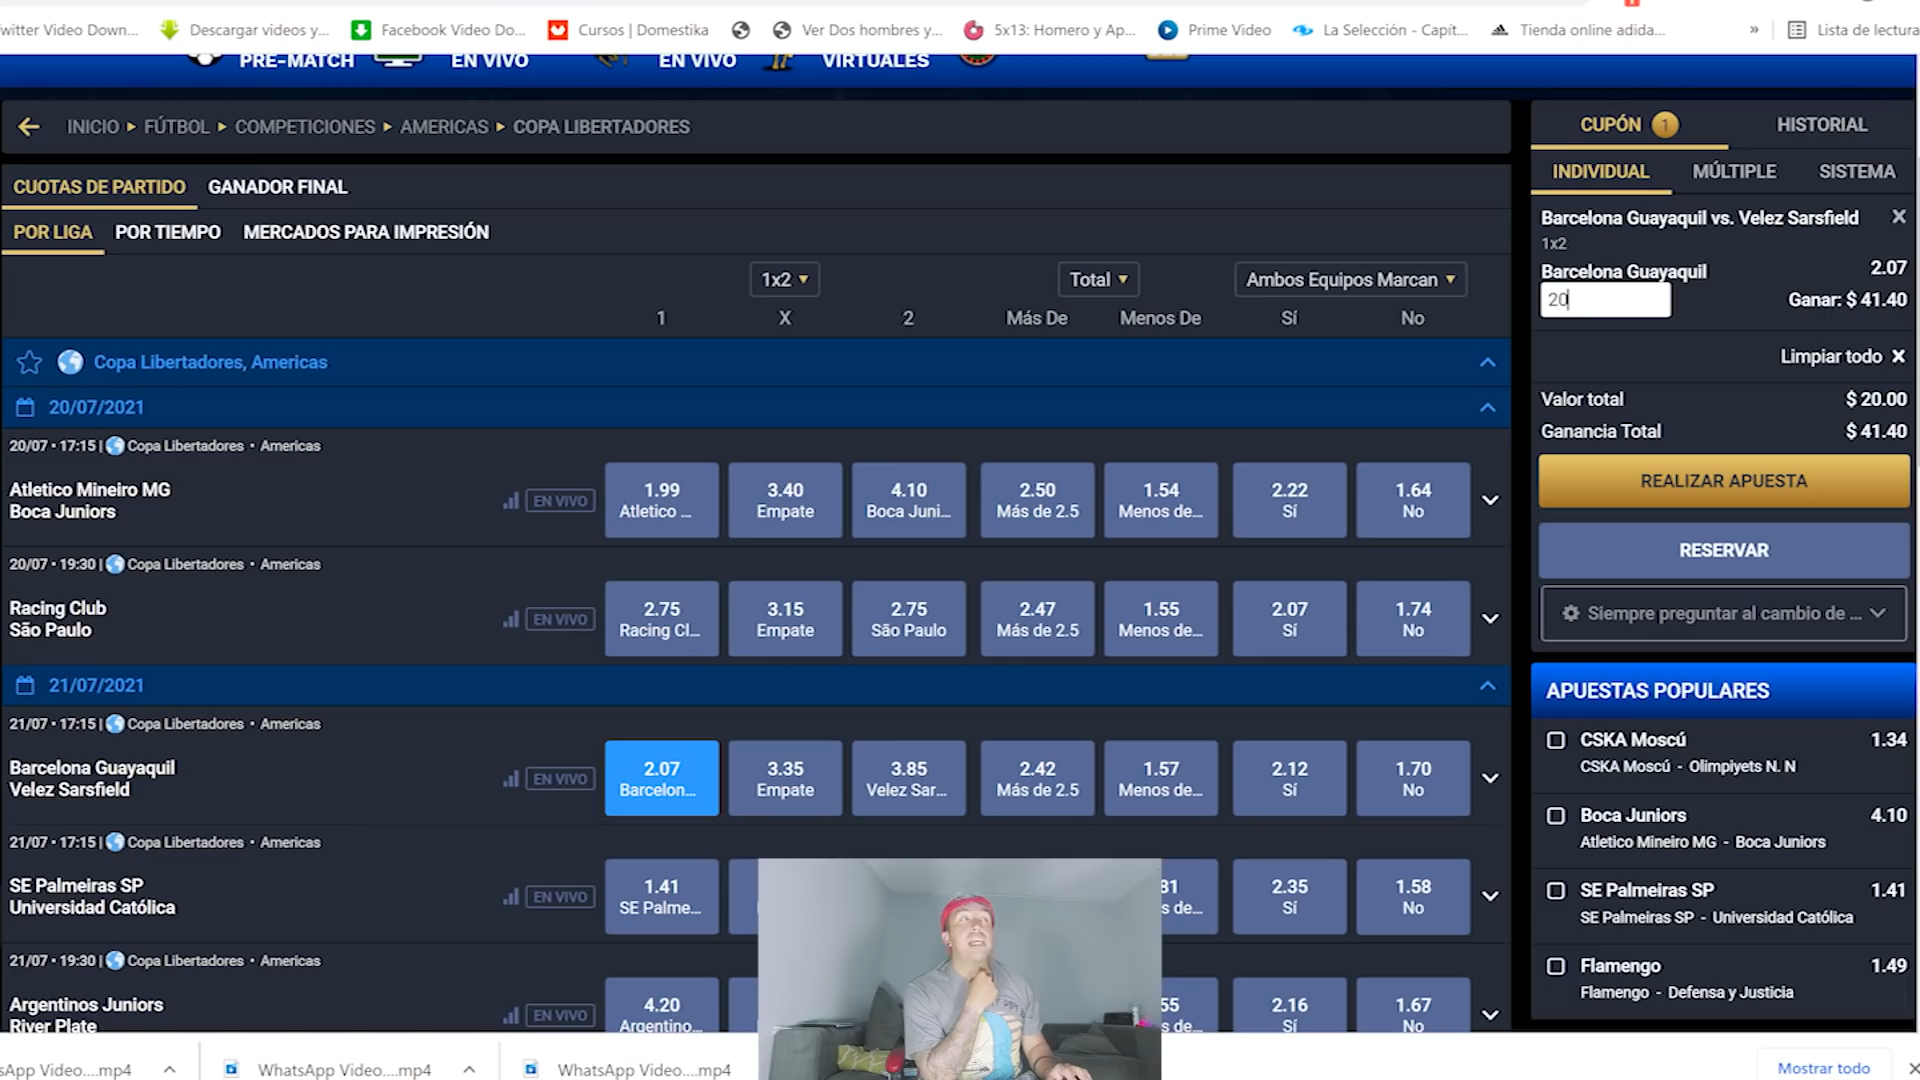 witter Video Down...
Descargar videos y...
Facebook Video Do...
Cursos | Domestika
Ver Dos hombres y...
5x13: Homero y Ap...
Prime Video
La Selección - Capít...
Tienda online adida...
»
Lista de lectura
PRE-MATCH
EN VIVO
EN VIVO
VIRTUALES
INICIO ▸ FÚTBOL ▸ COMPETICIONES ▸ AMERICAS ▸ COPA LIBERTADORES
CUOTAS DE PARTIDO
GANADOR FINAL
POR LIGA
POR TIEMPO
MERCADOS PARA IMPRESIÓN
1x2
Total
Ambos Equipos Marcan
1
X
2
Más De
Menos De
Sí
No
Copa Libertadores, Americas
20/07/2021
20/07 • 17:15 | Copa Libertadores • Americas
Atletico Mineiro MG
Boca Juniors
EN VIVO
1.99
Atletico ...
3.40
Empate
4.10
Boca Juni...
2.50
Más de 2.5
1.54
Menos de...
2.22
Sí
1.64
No
20/07 • 19:30 | Copa Libertadores • Americas
Racing Club
São Paulo
EN VIVO
2.75
Racing Cl...
3.15
Empate
2.75
São Paulo
2.47
Más de 2.5
1.55
Menos de...
2.07
Sí
1.74
No
21/07/2021
21/07 • 17:15 | Copa Libertadores • Americas
Barcelona Guayaquil
Velez Sarsfield
EN VIVO
2.07
Barcelon...
3.35
Empate
3.85
Velez Sar...
2.42
Más de 2.5
1.57
Menos de...
2.12
Sí
1.70
No
21/07 • 17:15 | Copa Libertadores • Americas
SE Palmeiras SP
Universidad Católica
EN VIVO
1.41
SE Palme...
81
s de...
2.35
Sí
1.58
No
21/07 • 19:30 | Copa Libertadores • Americas
Argentinos Juniors
River Plate
EN VIVO
4.20
Argentino...
55
s de...
2.16
Sí
1.67
No
CUPÓN 1
HISTORIAL
INDIVIDUAL
MÚLTIPLE
SISTEMA
Barcelona Guayaquil vs. Velez Sarsfield X
1x2
Barcelona Guayaquil 2.07
20
Ganar: $ 41.40
Limpiar todo X
Valor total $ 20.00
Ganancia Total $ 41.40
REALIZAR APUESTA
RESERVAR
Siempre preguntar al cambio de ...
APUESTAS POPULARES
CSKA Moscú 1.34
CSKA Moscú - Olimpiyets N. N
Boca Juniors 4.10
Atletico Mineiro MG - Boca Juniors
SE Palmeiras SP 1.41
SE Palmeiras SP - Universidad Católica
Flamengo 1.49
Flamengo - Defensa y Justicia
sApp Video....mp4
WhatsApp Video....mp4
WhatsApp Video....mp4
Mostrar todo